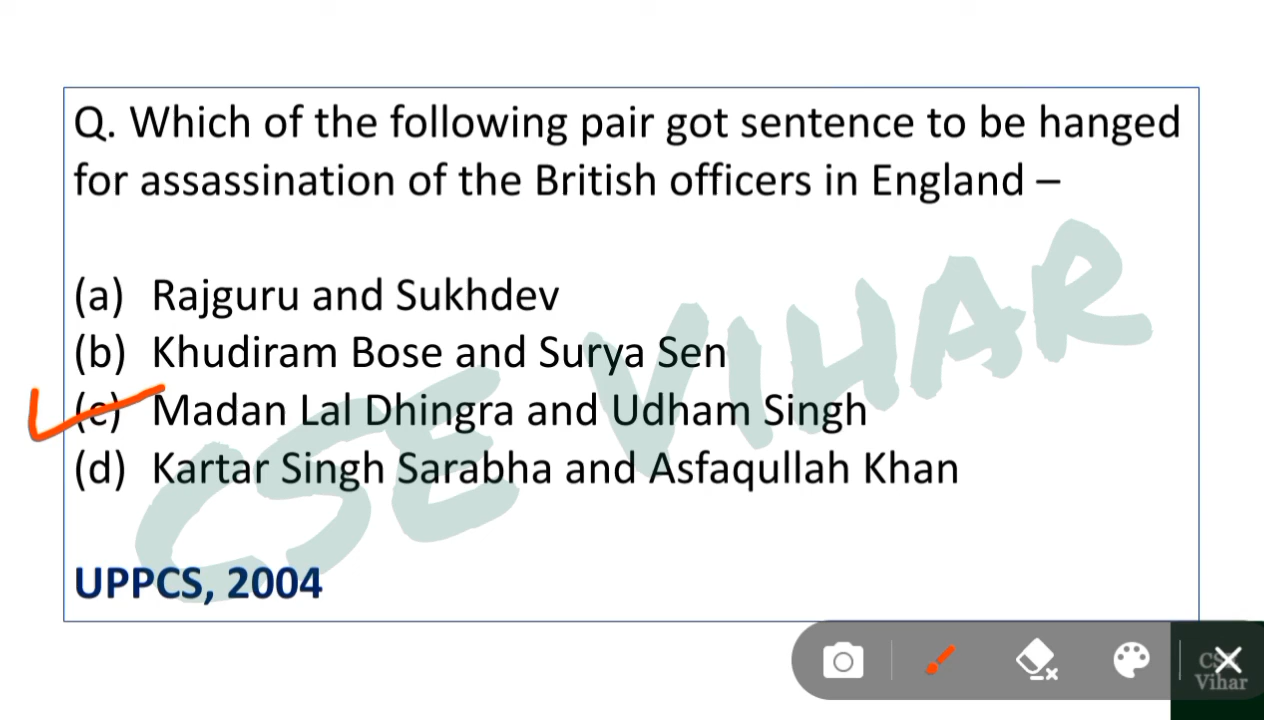 Q. Which of the following pair got sentence to be hanged
for assassination of the British officers in England –
(a) Rajguru and Sukhdev
(b) Khudiram Bose and Surya Sen
(c) Madan Lal Dhingra and Udham Singh
(d) Kartar Singh Sarabha and Asfaqullah Khan
CSE VIHAR
UPPCS, 2004
CSE
Vihar